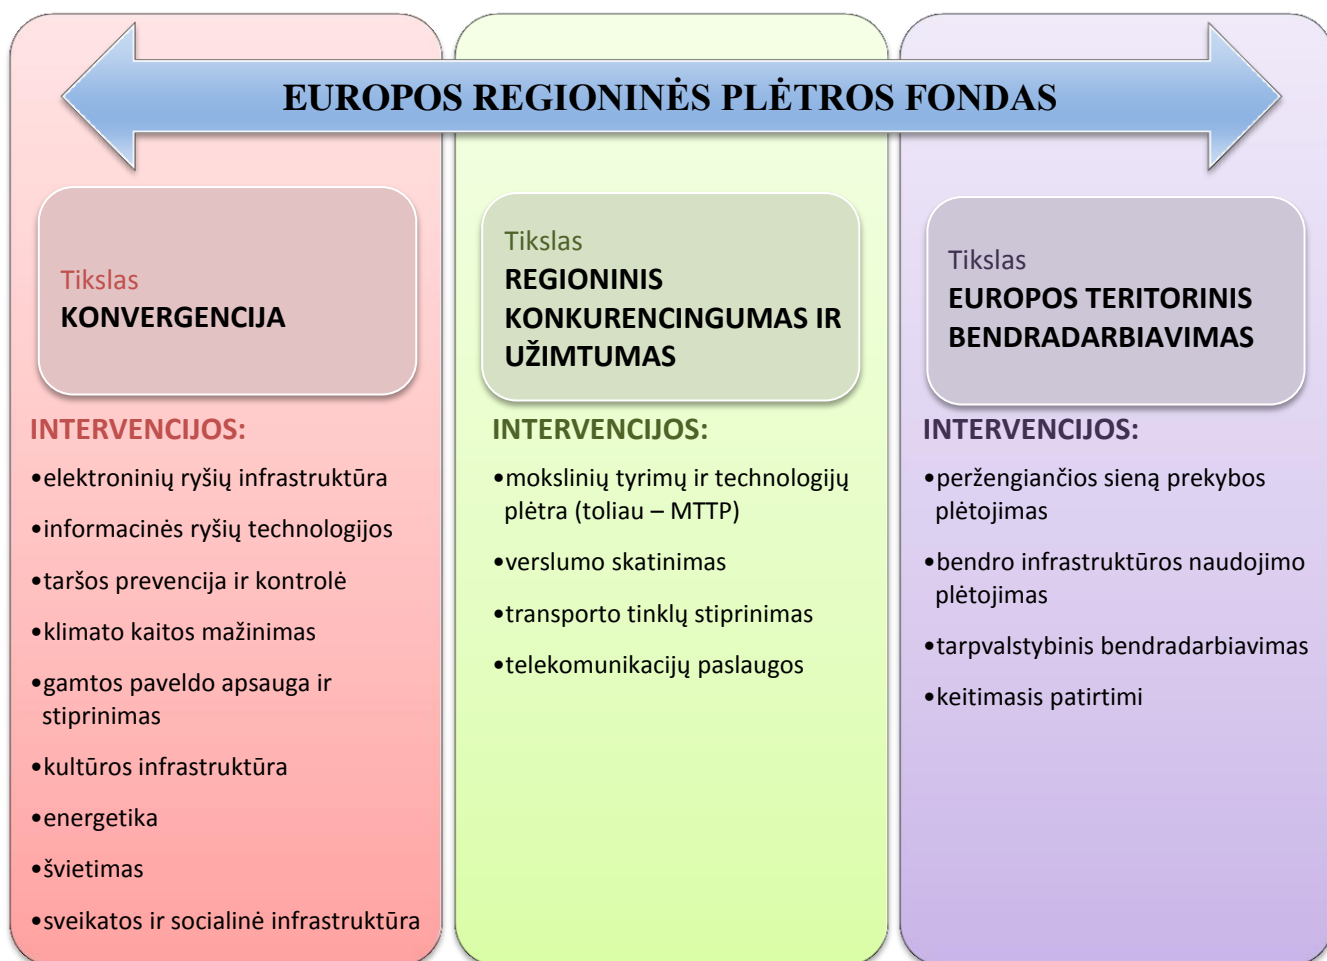 EUROPOS REGIONINĖS PLĖTROS FONDAS
Tikslas
KONVERGENCIJA
INTERVENCIJOS:
•elektroninių ryšių infrastruktūra
•informacinės ryšių technologijos
•taršos prevencija ir kontrolė
•klimato kaitos mažinimas
•gamtos paveldo apsauga ir
stiprinimas
•kultūros infrastruktūra
•energetika
•švietimas
•sveikatos ir socialinė infrastruktūra
Tikslas
REGIONINIS
KONKURENCINGUMAS IR
UŽIMTUMAS
INTERVENCIJOS:
•mokslinių tyrimų ir technologijų
plėtra (toliau – MTTP)
•verslumo skatinimas
•transporto tinklų stiprinimas
•telekomunikacijų paslaugos
Tikslas
EUROPOS TERITORINIS
BENDRADARBIAVIMAS
INTERVENCIJOS:
•peržengiančios sieną prekybos
plėtojimas
•bendro infrastruktūros naudojimo
plėtojimas
•tarpvalstybinis bendradarbiavimas
•keitimasis patirtimi